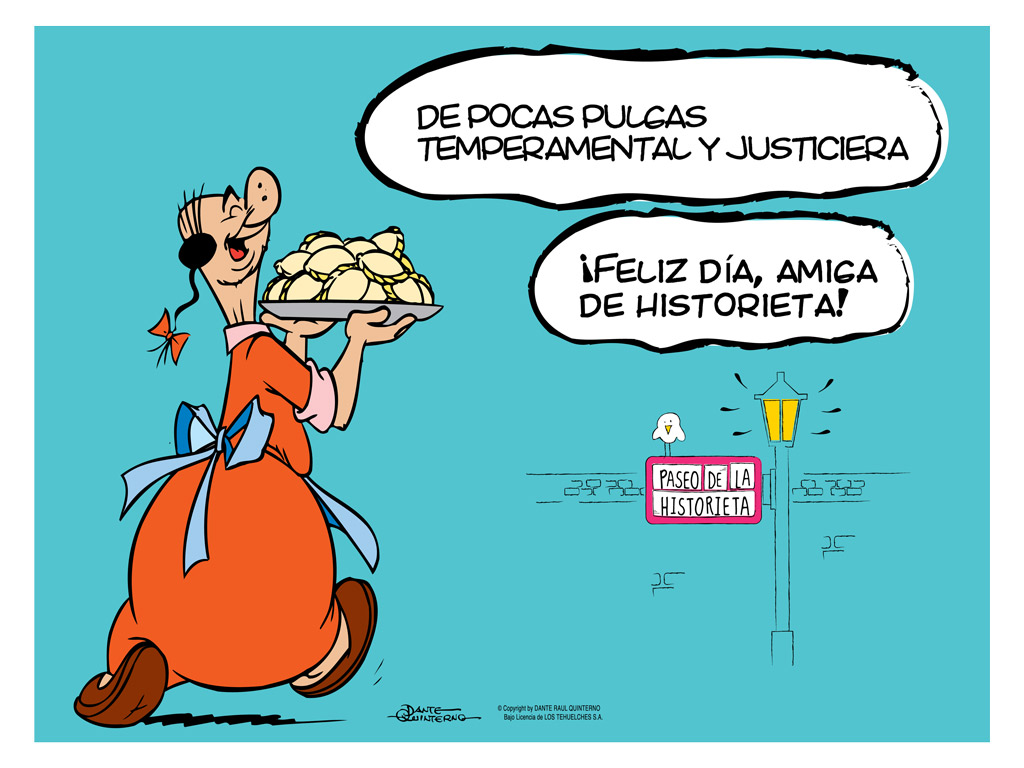 DE POCAS PULGAS
TEMPERAMENTAL Y JUSTICIERA
¡FELIZ DÍA, AMIGA
DE HISTORIETA!
PASEO DE LA
HISTORIETA
DANTE
QUINTERNO
© Copyright by DANTE RAUL QUINTERNO
Bajo Licencia de LOS TEHUELCHES S.A.